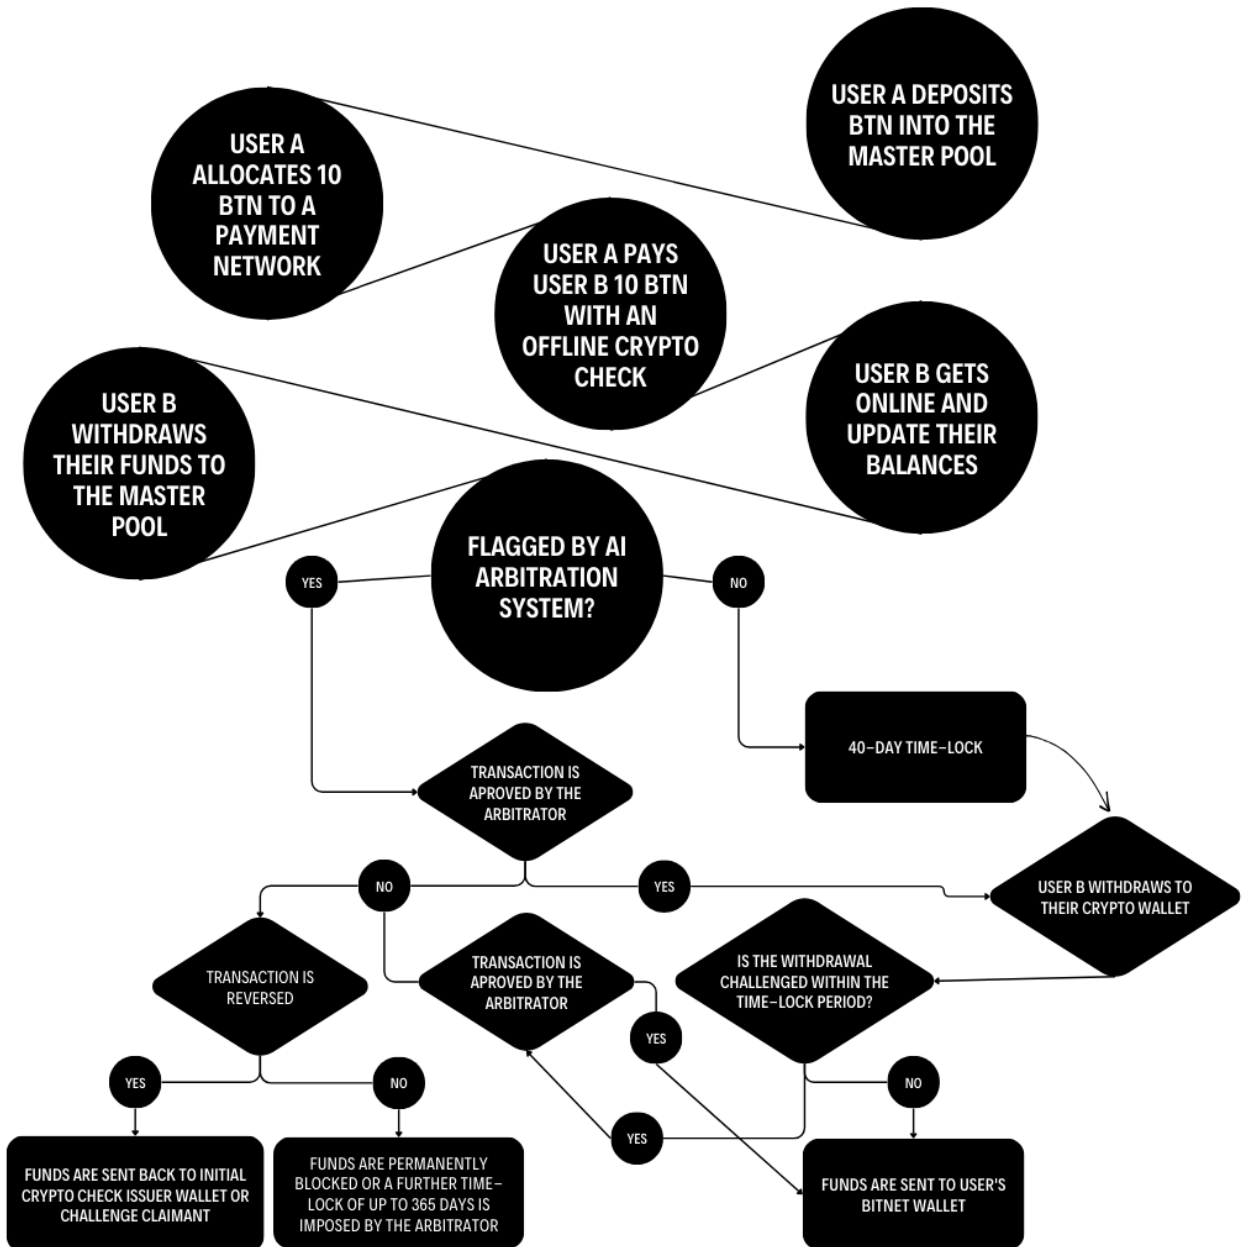 USER A DEPOSITS
BTN INTO THE
MASTER POOL
USER A
ALLOCATES 10
BTN TO A
PAYMENT
NETWORK
USER A PAYS
USER B 10 BTN
WITH AN
OFFLINE CRYPTO
CHECK
USER B GETS
ONLINE AND
UPDATE THEIR
BALANCES
USER B
WITHDRAWS
THEIR FUNDS TO
THE MASTER
POOL
FLAGGED BY AI
ARBITRATION
SYSTEM?
YES
NO
40-DAY TIME-LOCK
TRANSACTION IS
APROVED BY THE
ARBITRATOR
NO
YES
USER B WITHDRAWS TO
THEIR CRYPTO WALLET
TRANSACTION IS
REVERSED
TRANSACTION IS
APROVED BY THE
ARBITRATOR
IS THE WITHDRAWAL
CHALLENGED WITHIN THE
TIME-LOCK PERIOD?
YES
YES
NO
NO
YES
FUNDS ARE SENT BACK TO INITIAL
CRYPTO CHECK ISSUER WALLET OR
CHALLENGE CLAIMANT
FUNDS ARE PERMANENTLY
BLOCKED OR A FURTHER TIME-
LOCK OF UP TO 365 DAYS IS
IMPOSED BY THE ARBITRATOR
FUNDS ARE SENT TO USER'S
BITNET WALLET